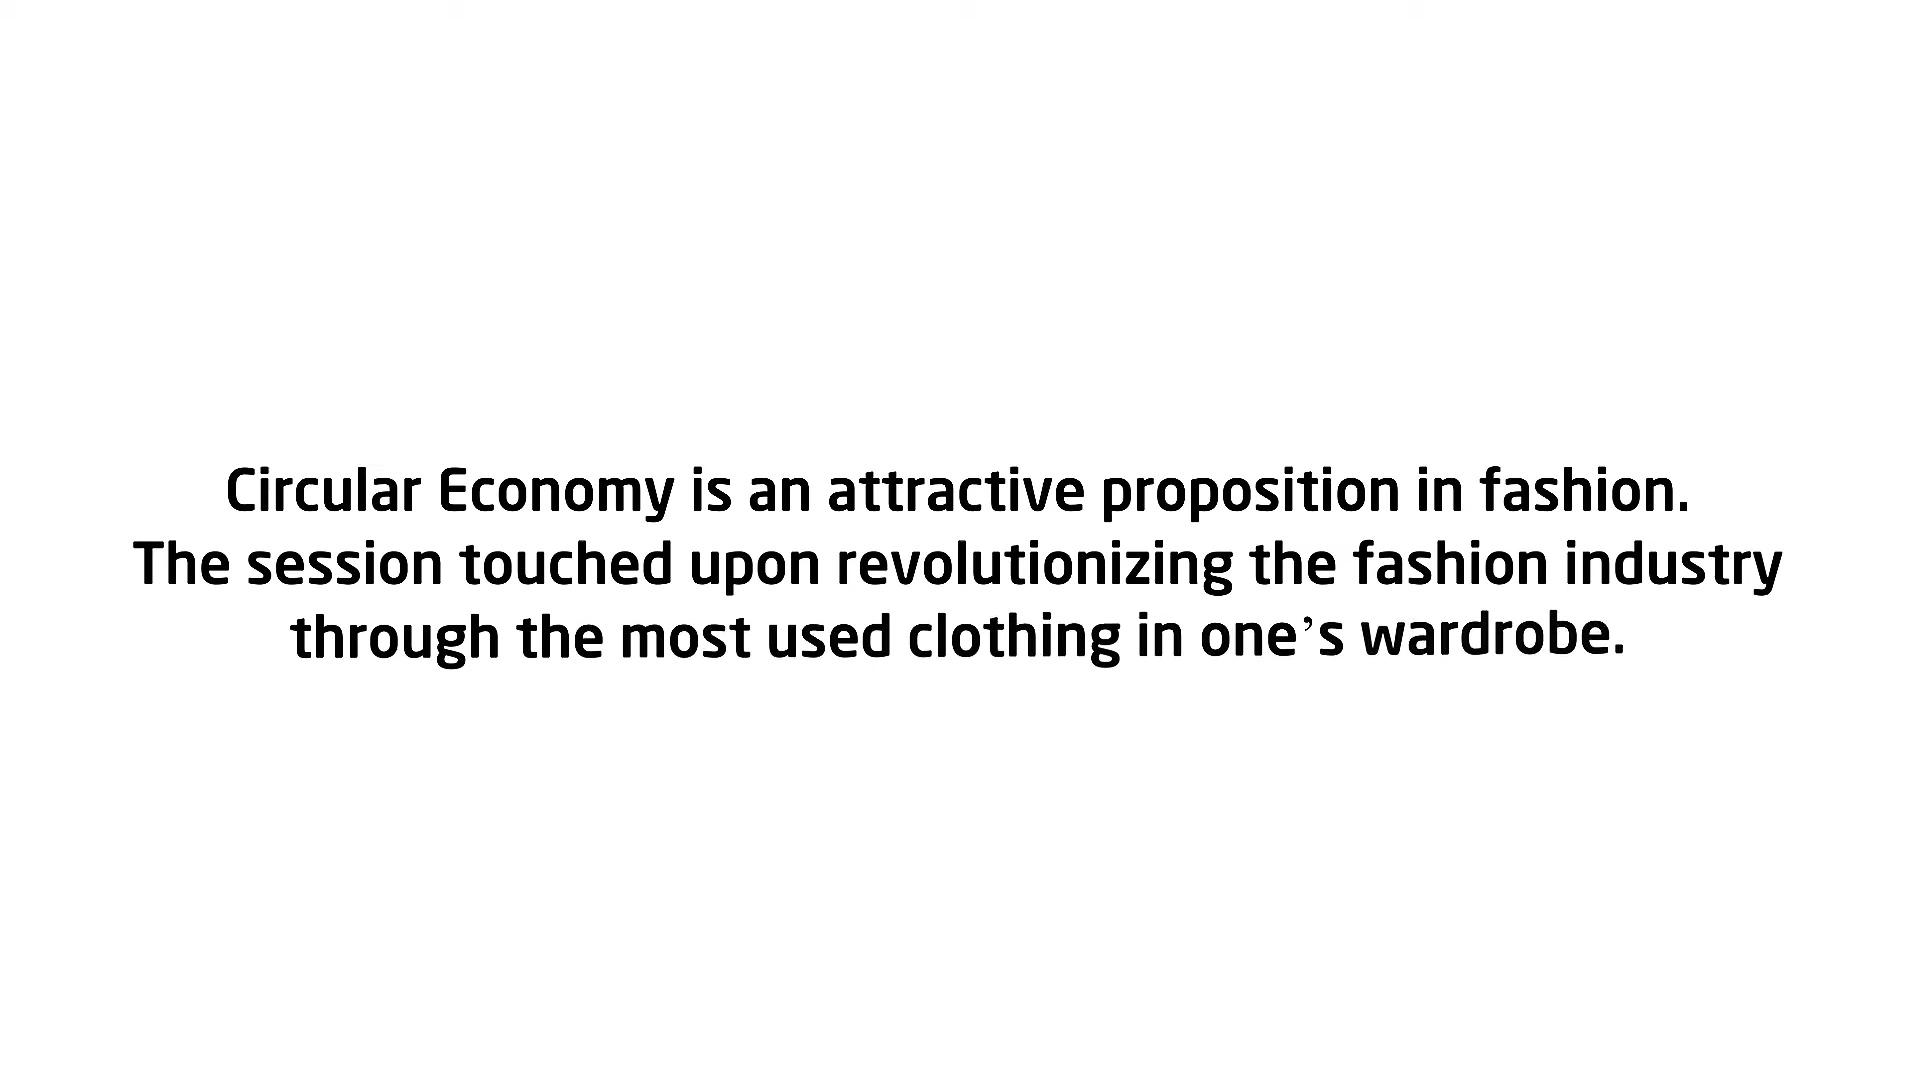 Circular Economy is an attractive proposition in fashion.
The session touched upon revolutionizing the fashion industry
through the most used clothing in one’s wardrobe.